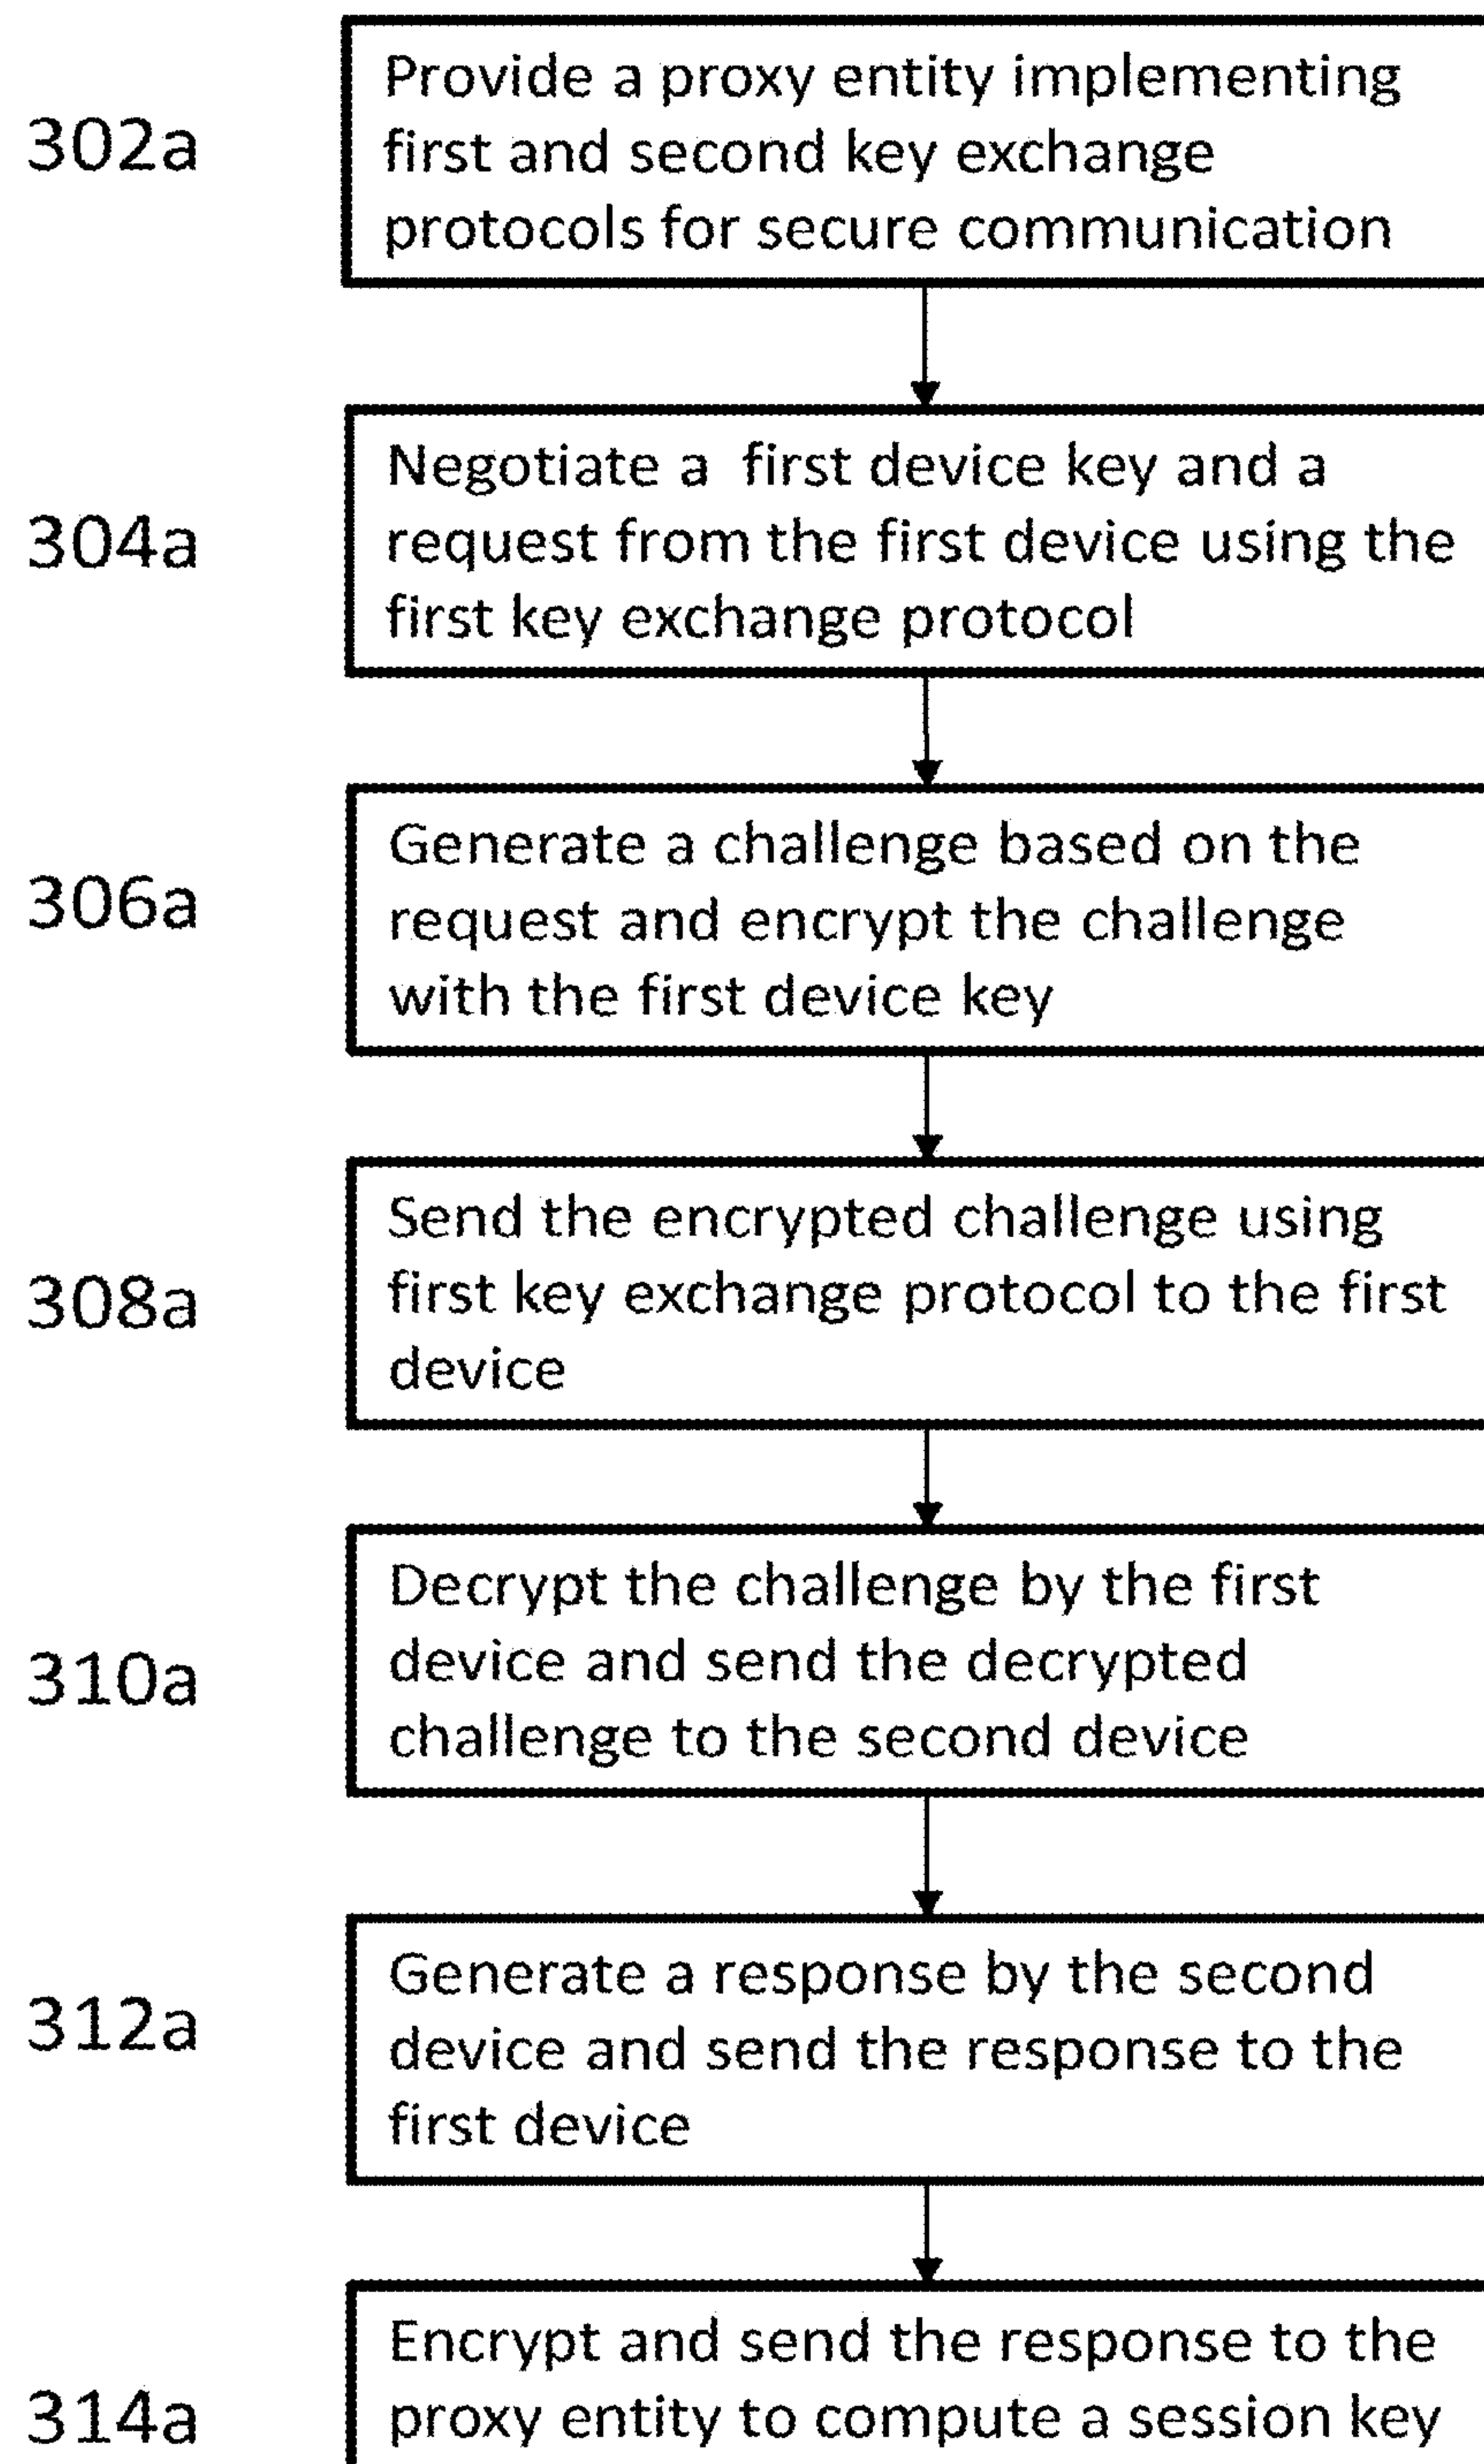 302a
Provide a proxy entity implementing
first and second key exchange
protocols for secure communication
304a
Negotiate a first device key and a
request from the first device using the
first key exchange protocol
306a
Generate a challenge based on the
request and encrypt the challenge
with the first device key
308a
Send the encrypted challenge using
first key exchange protocol to the first
device
310a
Decrypt the challenge by the first
device and send the decrypted
challenge to the second device
312a
Generate a response by the second
device and send the response to the
first device
314a
Encrypt and send the response to the
proxy entity to compute a session key